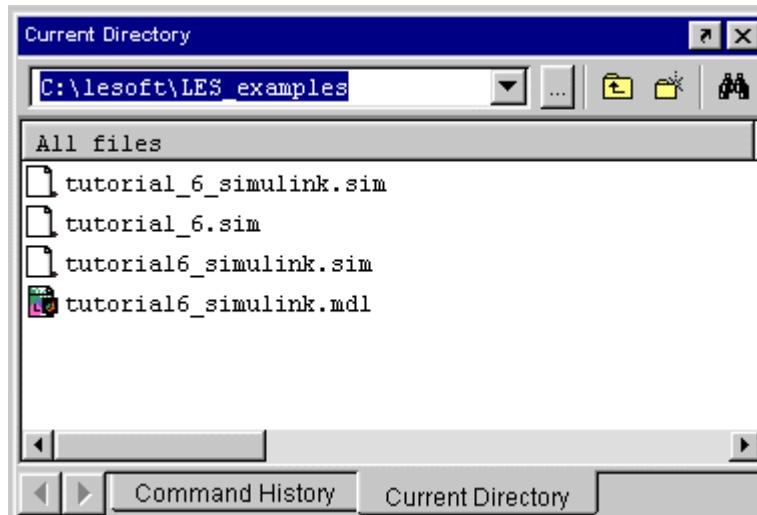 Current Directory
C:\lesoft\LES_examples ...
All files
tutorial_6_simulink.sim
tutorial_6.sim
tutorial6_simulink.sim
tutorial6_simulink.mdl
Command History Current Directory